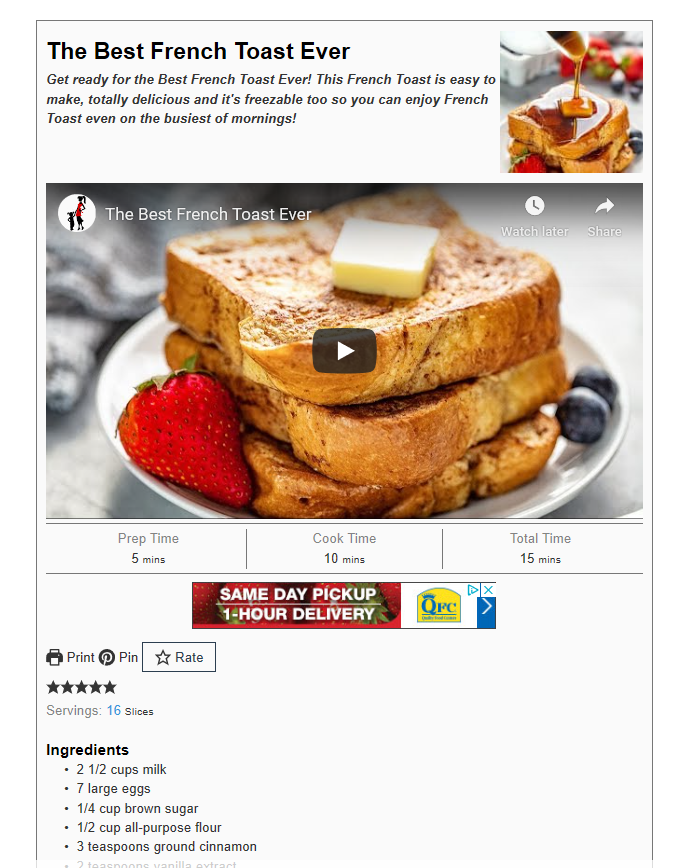 The Best French Toast Ever
Get ready for the Best French Toast Ever! This French Toast is easy to
make, totally delicious and it's freezable too so you can enjoy French
Toast even on the busiest of mornings!
The Best French Toast Ever
Watch later
Share
Prep Time
5 mins
Cook Time
10 mins
Total Time
15 mins
SAME DAY PICKUP
1-HOUR DELIVERY
QFC
Quality Food Centers
Print Pin Rate
Servings: 16 Slices
Ingredients
• 2 1/2 cups milk
• 7 large eggs
• 1/4 cup brown sugar
• 1/2 cup all-purpose flour
• 3 teaspoons ground cinnamon
• 2 teaspoons vanilla extract